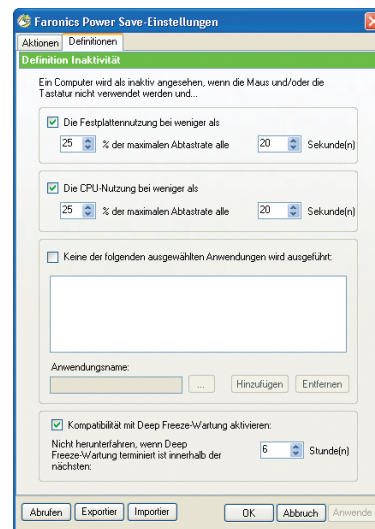 Faronics Power Save-Einstellungen
Aktionen Definitionen
Definition Inaktivität
Ein Computer wird als inaktiv angesehen, wenn die Maus und/oder die
Tastatur nicht verwendet werden und...
Die Festplattennutzung bei weniger als
25 % der maximalen Abtastrate alle 20 Sekunde(n)
Die CPU-Nutzung bei weniger als
25 % der maximalen Abtastrate alle 20 Sekunde(n)
Keine der folgenden ausgewählten Anwendungen wird ausgeführt:
Anwendungsname:
... Hinzufügen Entfernen
Kompatibilität mit Deep Freeze-Wartung aktivieren:
Nicht herunterfahren, wenn Deep
Freeze-Wartung terminiert ist innerhalb der
nächsten:
6 Stunde(n)
Abrufen Exportier Importier OK Abbruch Anwende